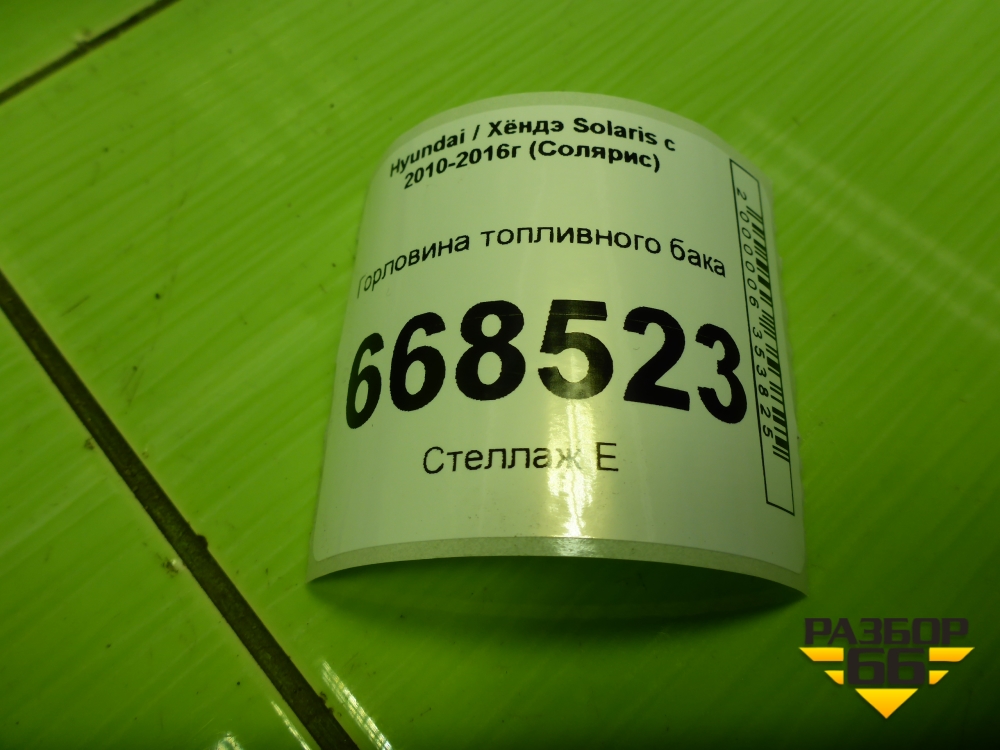 Hyundai / Хёндэ Solaris с
2010-2016г (Солярис)
Горловина топливного бака
668523
Стеллаж Е
2000006353825
РАЗБОР
66